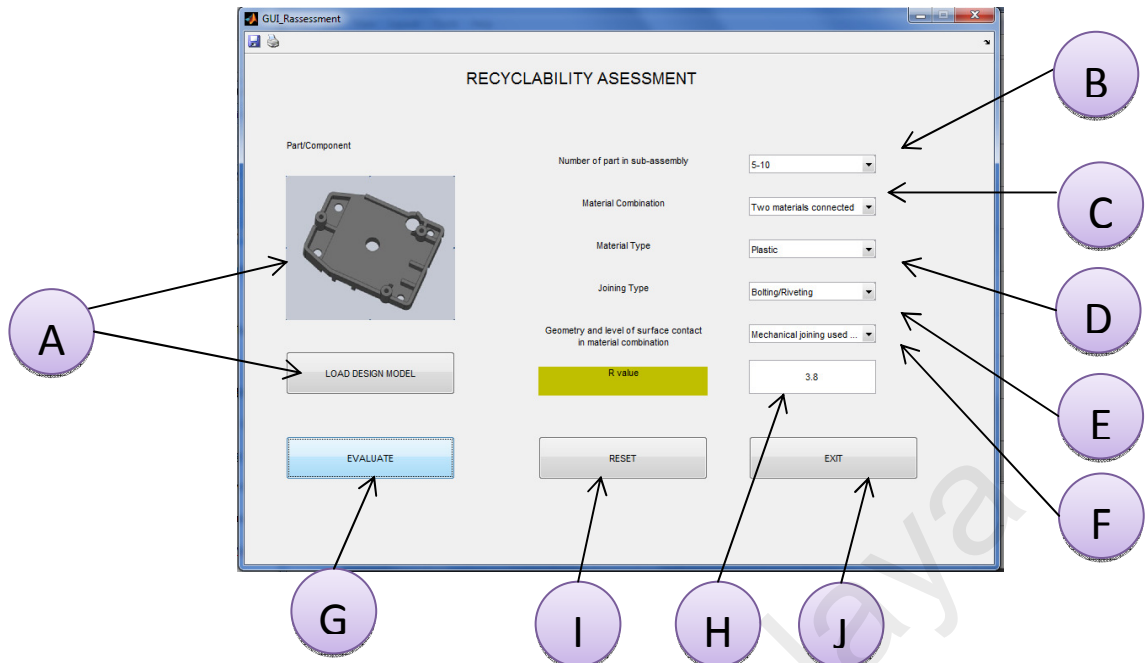 GUI_Rassessment
RECYCLABILITY ASESSMENT
B
Part/Component
Number of part in sub-assembly
5-10
Material Combination
Two materials connected
C
Material Type
Plastic
Joining Type
Bolting/Riveting
D
A
Geometry and level of surface contact
in material combination
Mechanical joining used ...
LOAD DESIGN MODEL
R value
3.8
E
EVALUATE
RESET
EXIT
F
G
I
H
J
laya